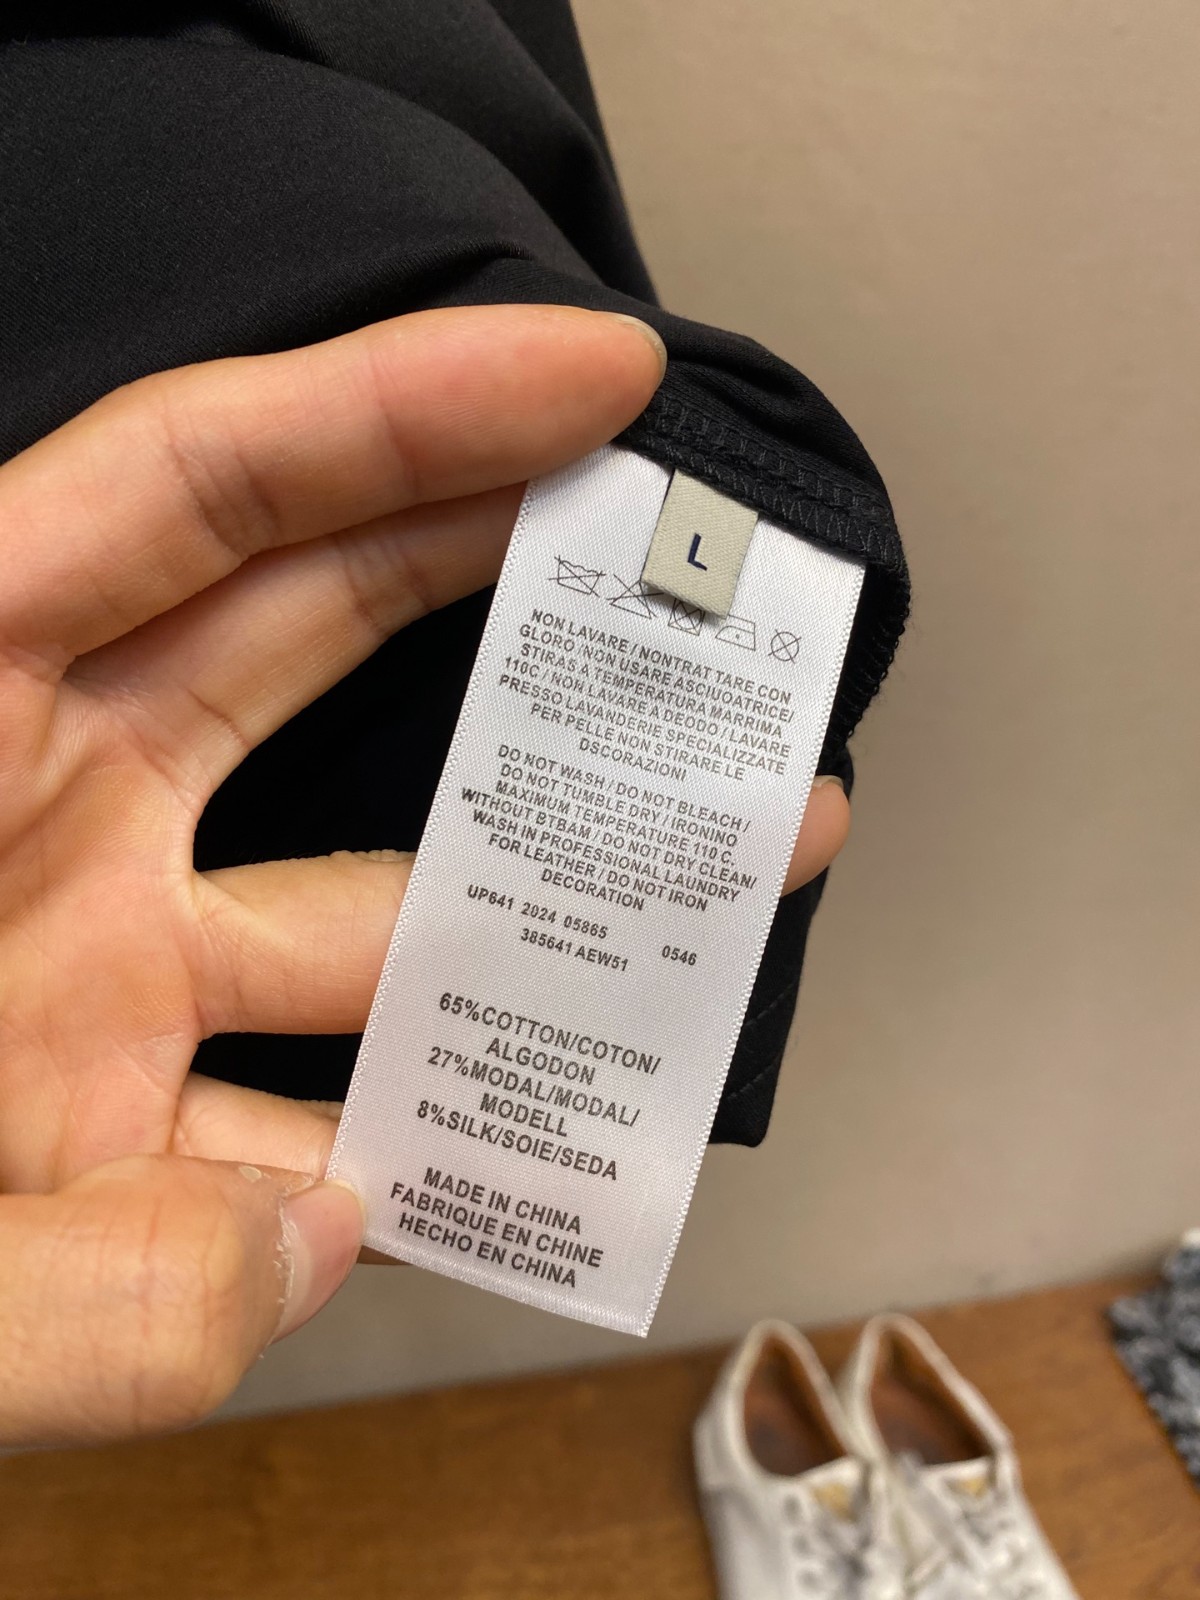 L
NON LAVARE / NONTRAT TARE CON
GLORO /NON USARE ASCIUOATRICE/
STIRAS A TEMPERATURA MARRIMA
110C / NON LAVARE A DEODO / LAVARE
PRESSO LAVANDERIE SPECIALIZZATE
PER PELLE NON STIRARE LE
DSCORAZIONI
DO NOT WASH / DO NOT BLEACH /
DO NOT TUMBLE DRY / IRONINO
MAXIMUM TEMPERATURE 110 C.
WITHOUT BTBAM / DO NOT DRY CLEAN/
WASH IN PROFESSIONAL LAUNDRY
FOR LEATHER / DO NOT IRON
DECORATION
UP641 2024 05865 0546
385641 AEW51
65%COTTON/COTON/
ALGODON
27%MODAL/MODAL/
MODELL
8%SILK/SOIE/SEDA
MADE IN CHINA
FABRIQUE EN CHINE
HECHO EN CHINA